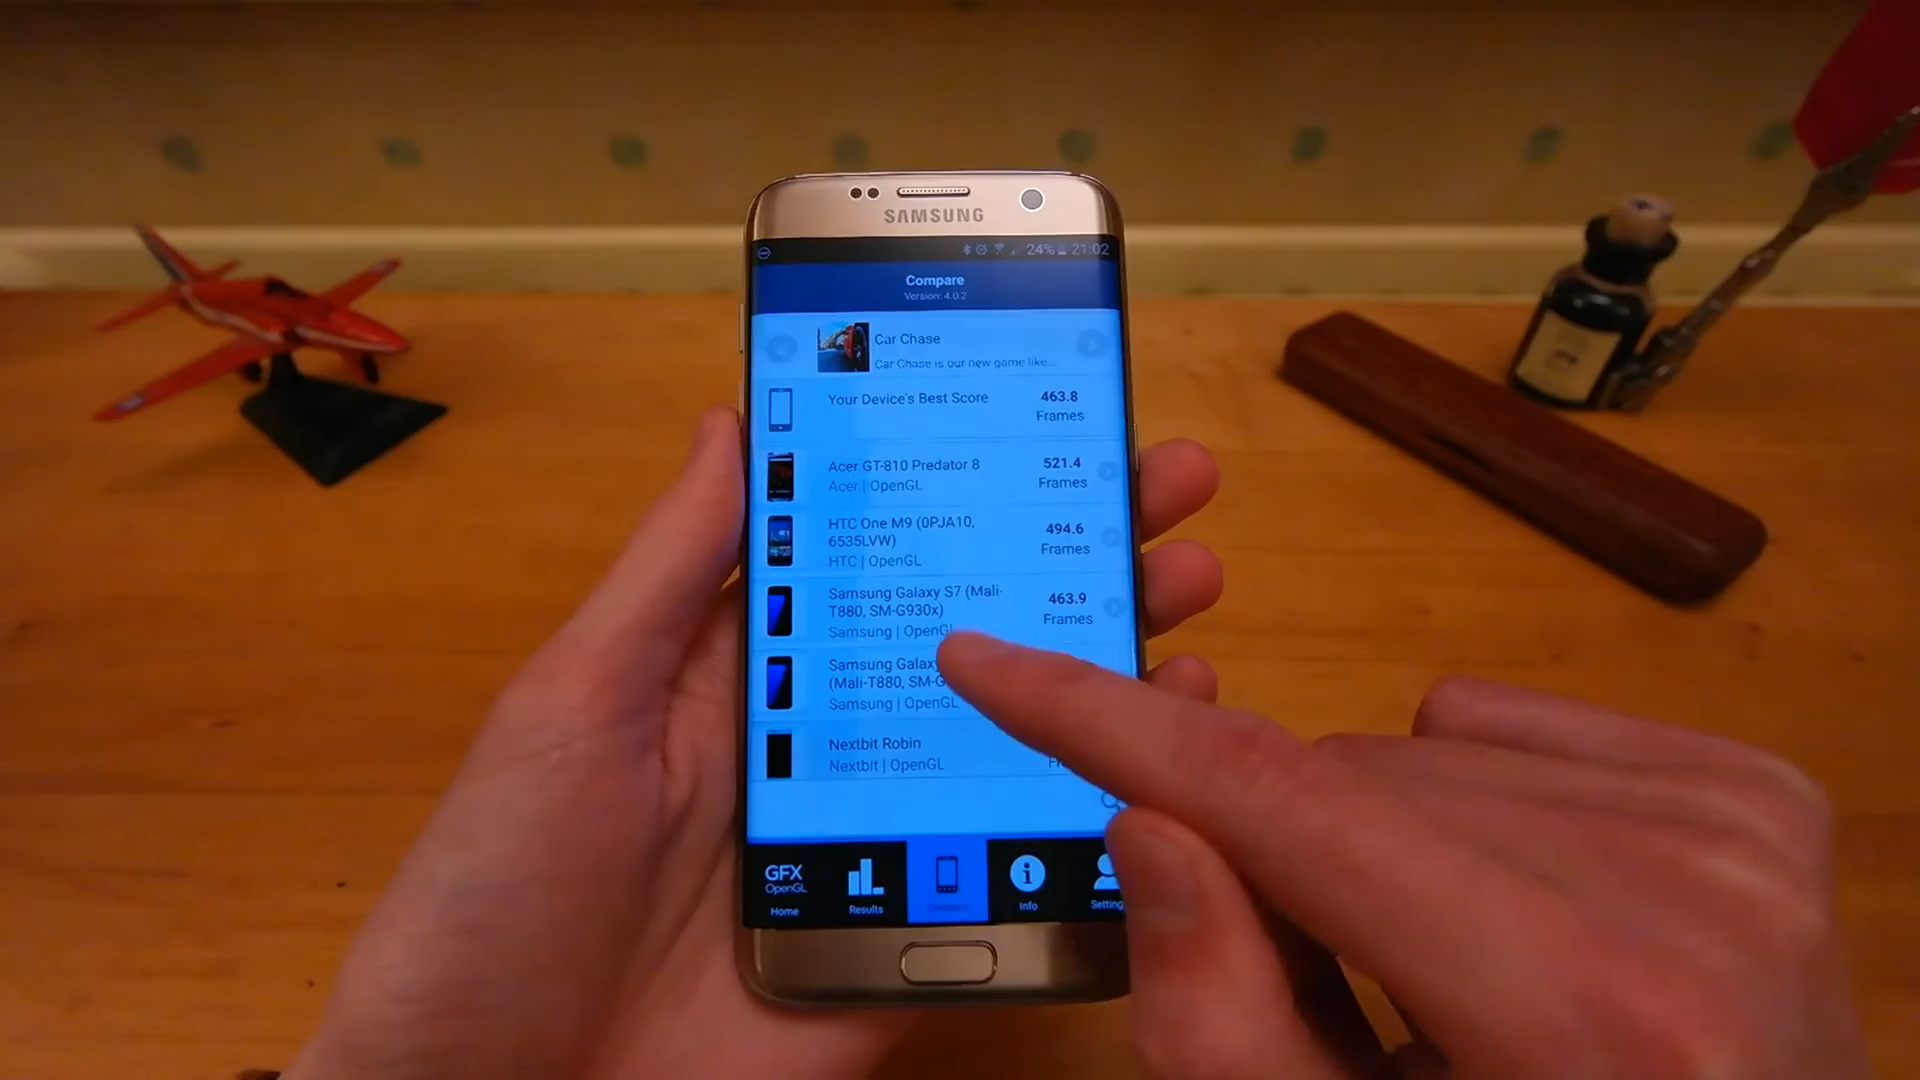 SAMSUNG
24% 21:02
Compare
Version: 4.0.2
Car Chase
Car Chase is our new game like...
Your Device's Best Score
463.8
Frames
Acer GT-810 Predator 8
Acer | OpenGL
521.4
Frames
HTC One M9 (0PJA10,
6535LVW)
HTC | OpenGL
494.6
Frames
Samsung Galaxy S7 (Mali-
T880, SM-G930x)
Samsung | OpenGL
463.9
Frames
Samsung Galaxy
(Mali-T880, SM-G
Samsung | OpenGL
Nextbit Robin
Nextbit | OpenGL
GFX
OpenGL
Home
Results
Compare
Info
Setting